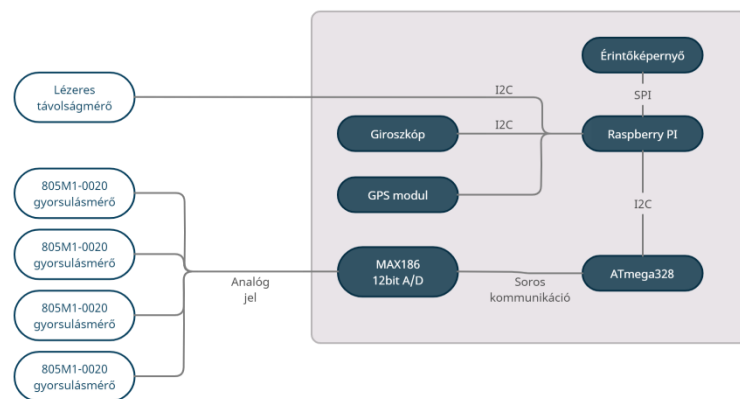 Érintőképernyő
SPI
Lézeres
távolságmérő
I2C
Giroszkóp
I2C
Raspberry PI
805M1-0020
gyorsulásmérő
GPS modul
I2C
805M1-0020
gyorsulásmérő
MAX186
12bit A/D
ATmega328
Analóg
jel
Soros
kommunikáció
805M1-0020
gyorsulásmérő
805M1-0020
gyorsulásmérő